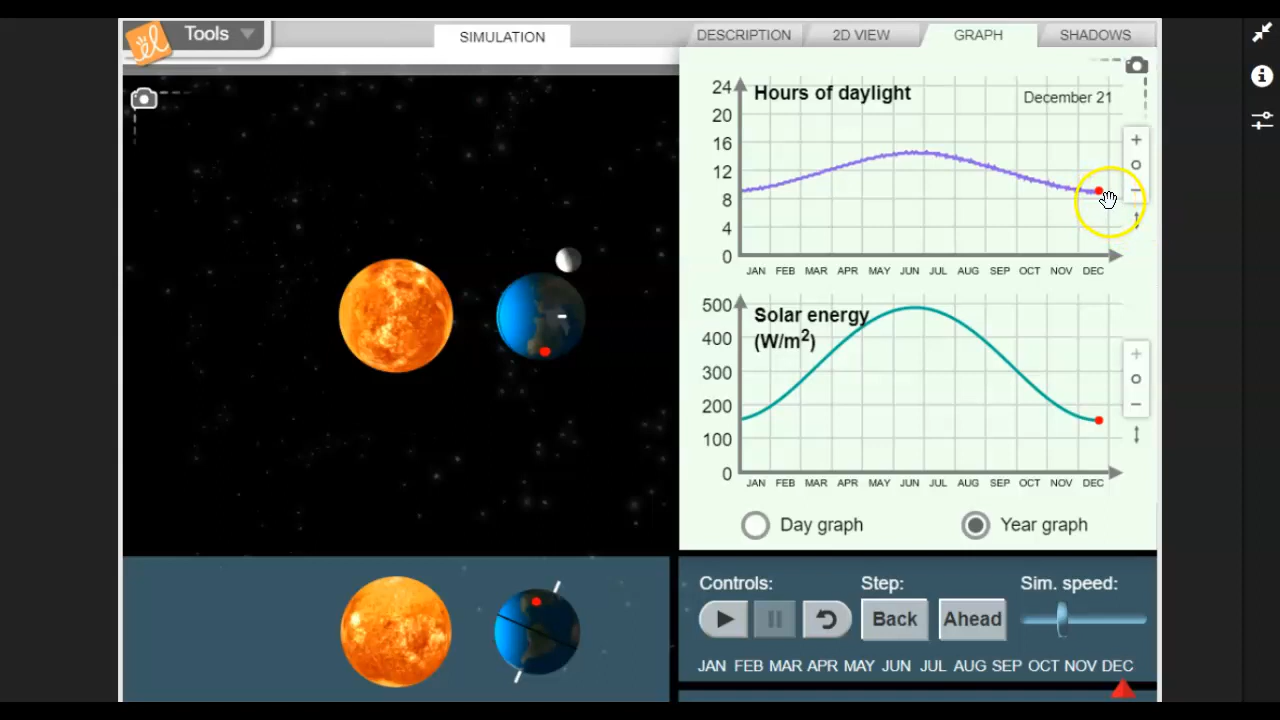 Tools
SIMULATION
DESCRIPTION
2D VIEW
GRAPH
SHADOWS
Hours of daylight
December 21
24
20
16
12
8
4
0
JAN FEB MAR APR MAY JUN JUL AUG SEP OCT NOV DEC
Solar energy
(W/m²)
500
400
300
200
100
0
JAN FEB MAR APR MAY JUN JUL AUG SEP OCT NOV DEC
Day graph
Year graph
Controls:
Step:
Sim. speed:
Back
Ahead
JAN FEB MAR APR MAY JUN JUL AUG SEP OCT NOV DEC